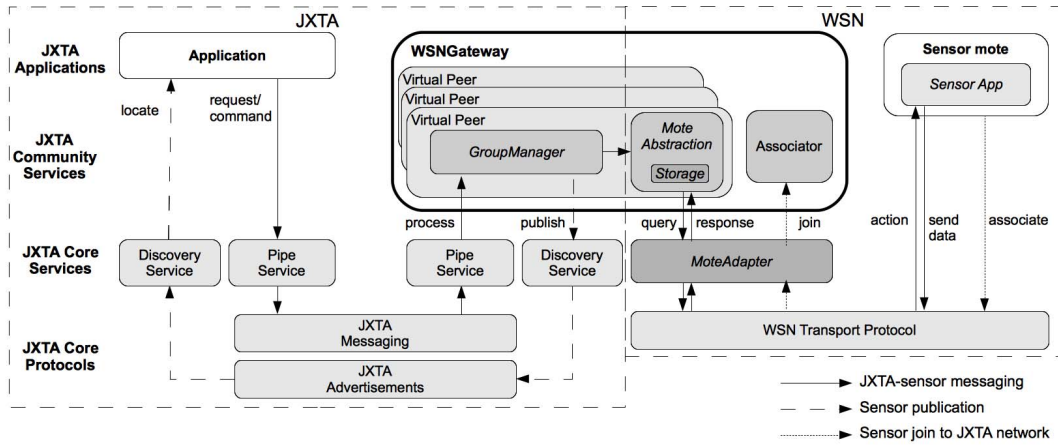 JXTA
WSN
JXTA
Applications
Application
WSNGateway
Sensor mote
Sensor App
Virtual Peer
Virtual Peer
Virtual Peer
locate
request/
command
JXTA
Community
Services
GroupManager
Mote
Abstraction
Storage
Associator
process
publish
query
response
join
action
send
data
associate
JXTA Core
Services
Discovery
Service
Pipe
Service
Pipe
Service
Discovery
Service
MoteAdapter
JXTA Core
Protocols
JXTA
Messaging
WSN Transport Protocol
JXTA
Advertisements
JXTA-sensor messaging
Sensor publication
Sensor join to JXTA network